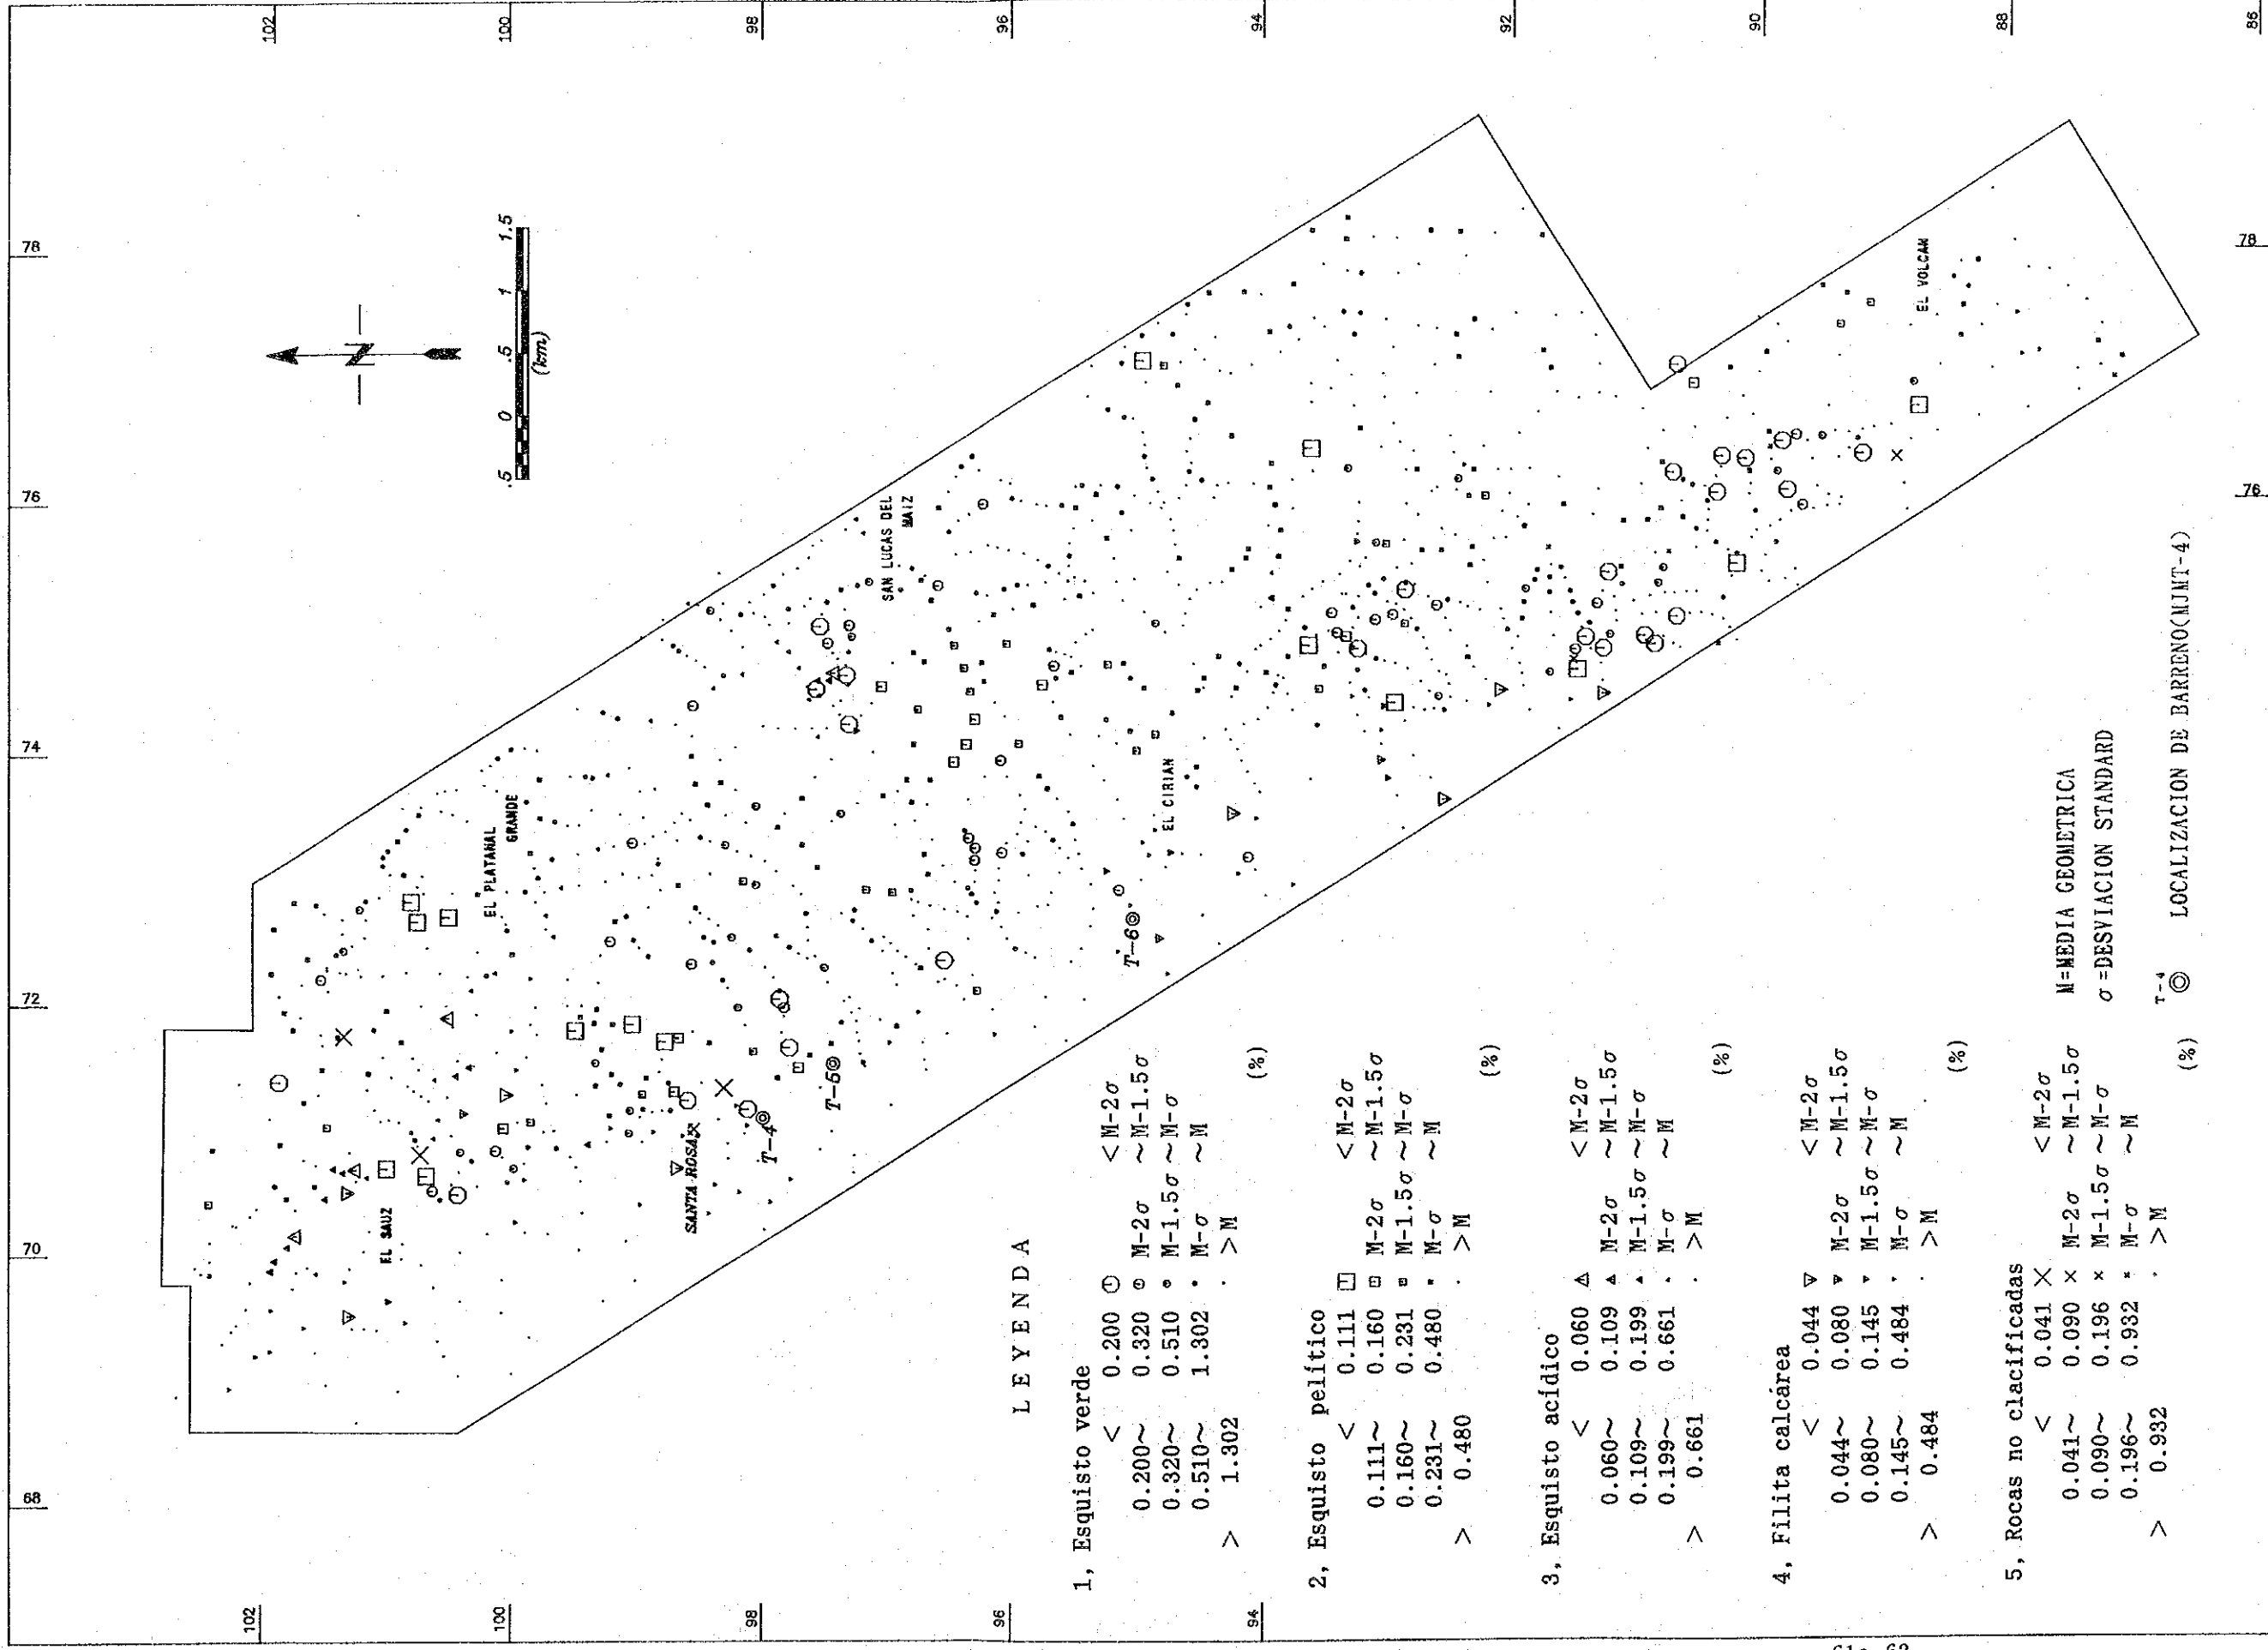 102
100
98
96
94
92
90
88
86
78
76
74
72
70
68
78
76
102
100
98
96
94
N
.5 0 .5 1 1.5
(km)
EL SAUZ
EL PLATANAL
GRANDE
SANTA ROSA
T-4
T-5
SAN LUCAS DEL
MAIZ
T-6
EL CIRIAN
EL VOLCAN
LEYENDA
1, Esquisto verde
< 0.200 <M-2σ
0.200~ 0.320 M-2σ ~M-1.5σ
0.320~ 0.510 M-1.5σ ~M-σ
0.510~ 1.302 M-σ ~M
> 1.302 >M
(%)
2, Esquisto pelítico
< 0.111 <M-2σ
0.111~ 0.160 M-2σ ~M-1.5σ
0.160~ 0.231 M-1.5σ ~M-σ
0.231~ 0.480 M-σ ~M
> 0.480 >M
(%)
3, Esquisto acídico
< 0.060 <M-2σ
0.060~ 0.109 M-2σ ~M-1.5σ
0.109~ 0.199 M-1.5σ ~M-σ
0.199~ 0.661 M-σ ~M
> 0.661 >M
(%)
4, Filita calcárea
< 0.044 <M-2σ
0.044~ 0.080 M-2σ ~M-1.5σ
0.080~ 0.145 M-1.5σ ~M-σ
0.145~ 0.484 M-σ ~M
> 0.484 >M
(%)
5, Rocas no clacificadas
< 0.041 <M-2σ
0.041~ 0.090 M-2σ ~M-1.5σ
0.090~ 0.196 M-1.5σ ~M-σ
0.196~ 0.932 M-σ ~M
> 0.932 >M
(%)
M=MEDIA GEOMETRICA
σ=DESVIACION STANDARD
T-4 LOCALIZACION DE BARRENO(MJMT-4)